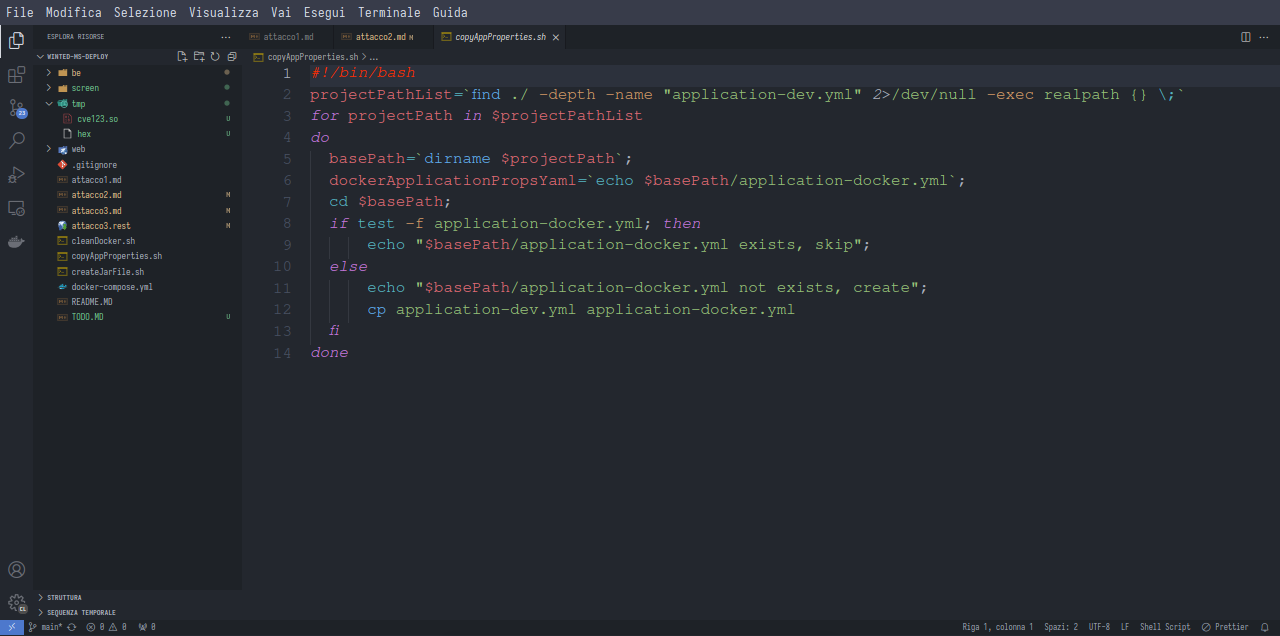 File Modifica Selezione Visualizza Vai Esegui Terminale Guida
ESPLORA RISORSE ...
attacco1.md attacco2.md M copyAppProperties.sh ×
WINTED-MS-DEPLOY
copyAppProperties.sh > ...
be
screen
tmp
cve123.so U
hex U
web
.gitignore
attacco1.md
attacco2.md M
attacco3.md M
attacco3.rest M
cleanDocker.sh
copyAppProperties.sh
createJarFile.sh
docker-compose.yml
README.MD
TODO.MD U
23
1 #!/bin/bash
2 projectPathList=`find ./ -depth -name "application-dev.yml" 2>/dev/null -exec realpath {} \;`
3 for projectPath in $projectPathList
4 do
5 basePath=`dirname $projectPath`;
6 dockerApplicationPropsYaml=`echo $basePath/application-docker.yml`;
7 cd $basePath;
8 if test -f application-docker.yml; then
9 echo "$basePath/application-docker.yml exists, skip";
10 else
11 echo "$basePath/application-docker.yml not exists, create";
12 cp application-dev.yml application-docker.yml
13 fi
14 done
STRUTTURA
SEQUENZA TEMPORALE
CL
main* 0 0 0 Riga 1, colonna 1 Spazi: 2 UTF-8 LF Shell Script Prettier